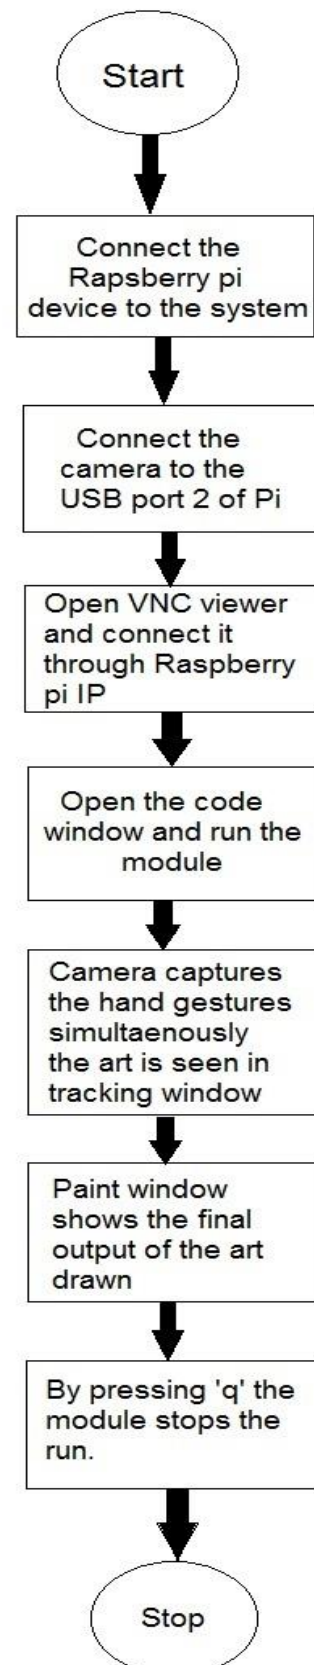 Start
Connect the
Rapsberry pi
device to the system
Connect the
camera to the
USB port 2 of Pi
Open VNC viewer
and connect it
through Raspberry
pi IP
Open the code
window and run the
module
Camera captures
the hand gestures
simultaenously
the art is seen in
tracking window
Paint window
shows the final
output of the art
drawn
By pressing 'q' the
module stops the
run.
Stop